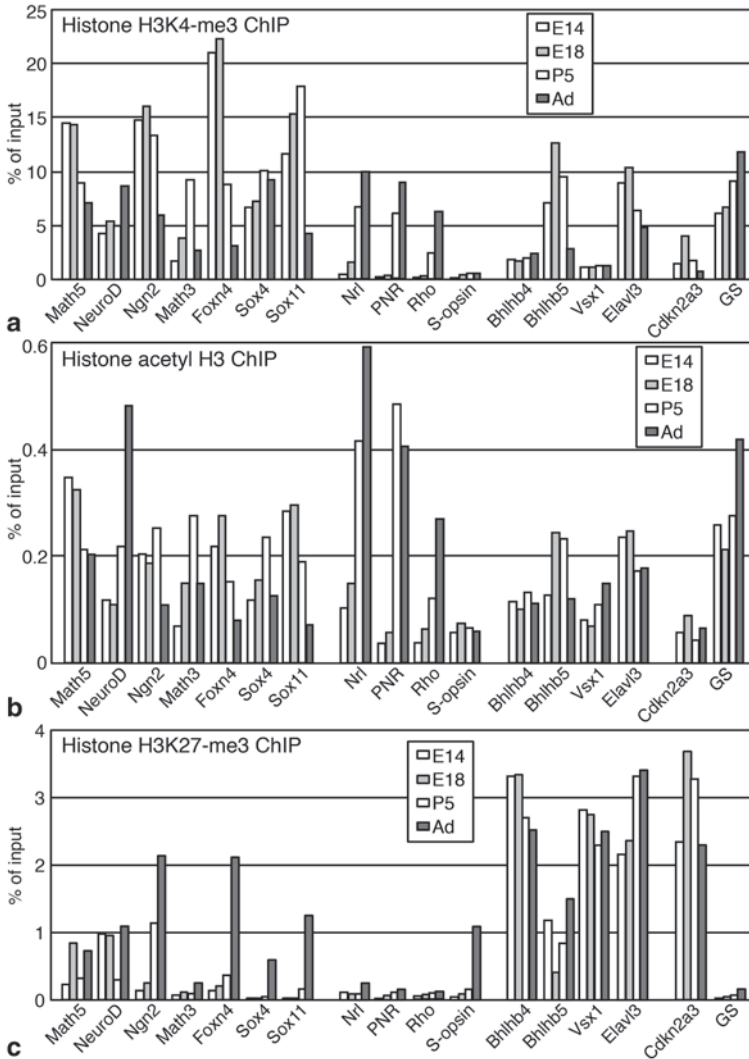 Histone H3K4-me3 ChIP
E14
E18
P5
Ad
25
20
15
10
5
0
% of input
Math5
NeuroD
Ngn2
Math3
Foxn4
Sox4
Sox11
Nrl
PNR
Rho
S-opsin
Bhlhb4
Bhlhb5
Vsx1
Elavl3
Cdkn2a3
GS
a
Histone acetyl H3 ChIP
E14
E18
P5
Ad
0.6
0.4
0.2
0
% of input
Math5
NeuroD
Ngn2
Math3
Foxn4
Sox4
Sox11
Nrl
PNR
Rho
S-opsin
Bhlhb4
Bhlhb5
Vsx1
Elavl3
Cdkn2a3
GS
b
Histone H3K27-me3 ChIP
E14
E18
P5
Ad
4
3
2
1
0
% of input
Math5
NeuroD
Ngn2
Math3
Foxn4
Sox4
Sox11
Nrl
PNR
Rho
S-opsin
Bhlhb4
Bhlhb5
Vsx1
Elavl3
Cdkn2a3
GS
c